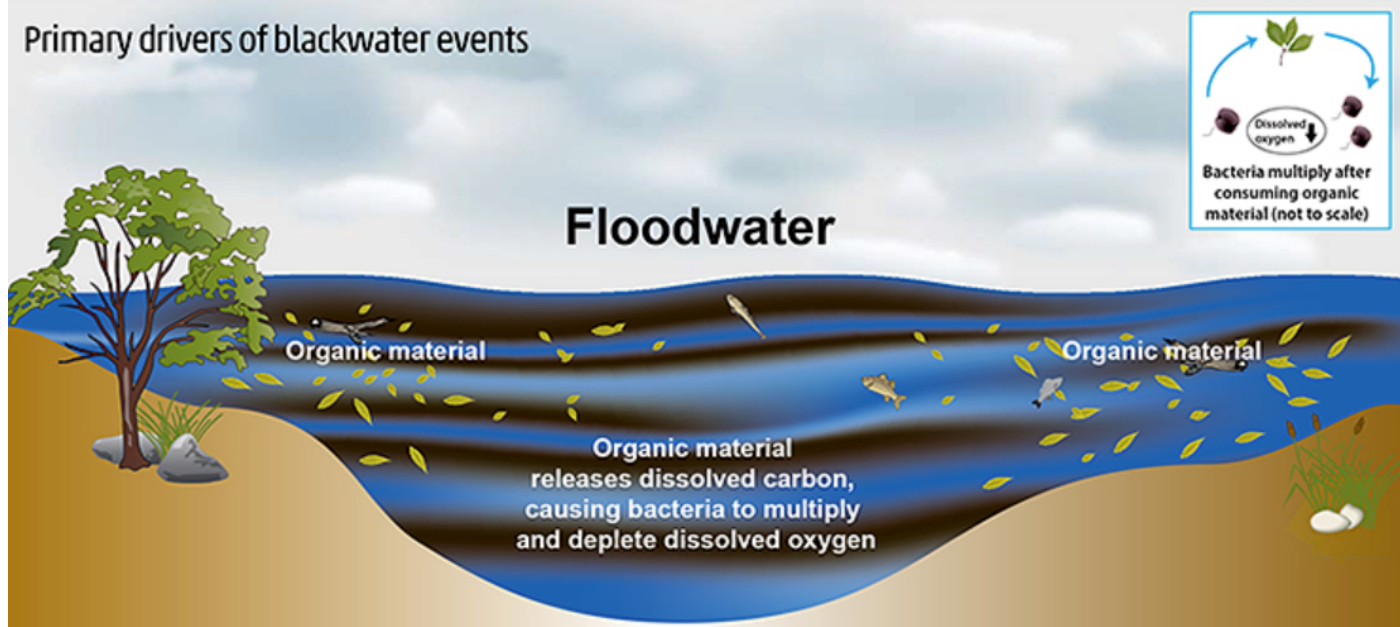 Primary drivers of blackwater events
Dissolved
oxygen
Bacteria multiply after
consuming organic
material (not to scale)
Floodwater
Organic material
Organic material
Organic material
releases dissolved carbon,
causing bacteria to multiply
and deplete dissolved oxygen